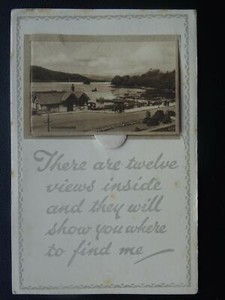 There are twelve
views inside
and they will
show you where
to find me